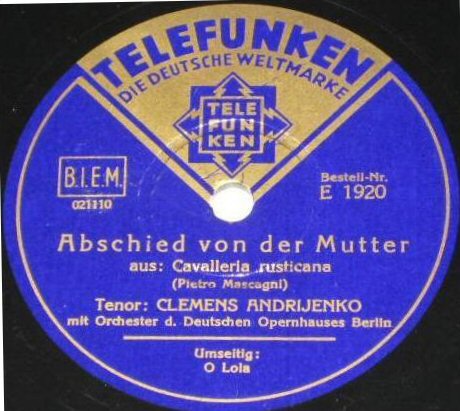 TELEFUNKEN
DIE DEUTSCHE WELTMARKE
TELE
FUN
KEN
B.I.E.M.
021110
Bestell-Nr.
E 1920
Abschied von der Mutter
aus: Cavalleria rusticana
(Pietro Mascagni)
Tenor: CLEMENS ANDRIJENKO
mit Orchester d. Deutschen Opernhauses Berlin
Umseitig:
O Lola